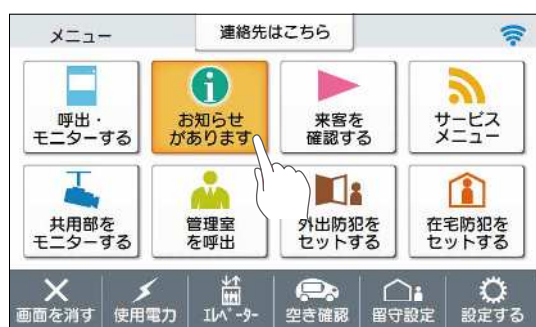 メニュー
連絡先はこちら
呼出・
モニターする
お知らせ
があります
来客を
確認する
サービス
メニュー
共用部を
モニターする
管理室
を呼出
外出防犯を
セットする
在宅防犯を
セットする
画面を消す
使用電力
ｴﾚﾍﾞｰﾀｰ
空き確認
留守設定
設定する